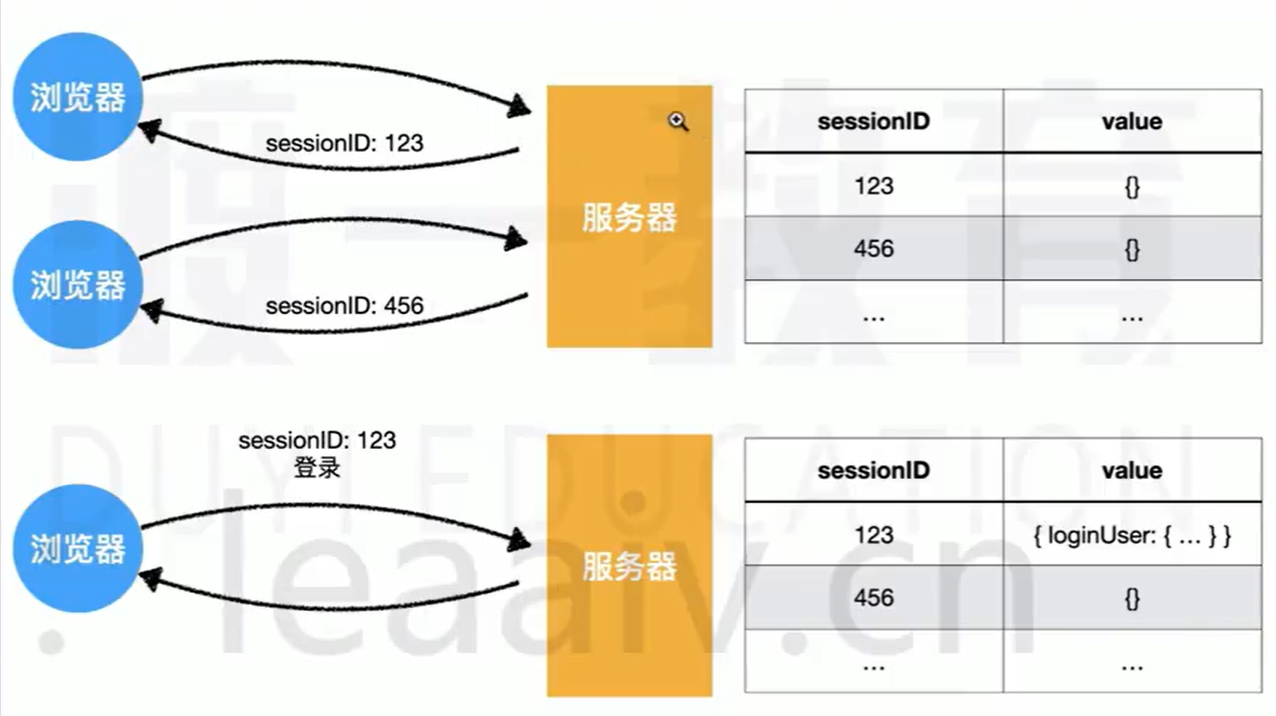 浏览器
sessionID: 123
浏览器
sessionID: 456
服务器
sessionID value
123 {}
456 {}
... ...
sessionID: 123
登录
浏览器
服务器
sessionID value
123 { loginUser: { ... } }
456 {}
... ...
渡一教育
DUYI EDUCATION
leaaiv.cn